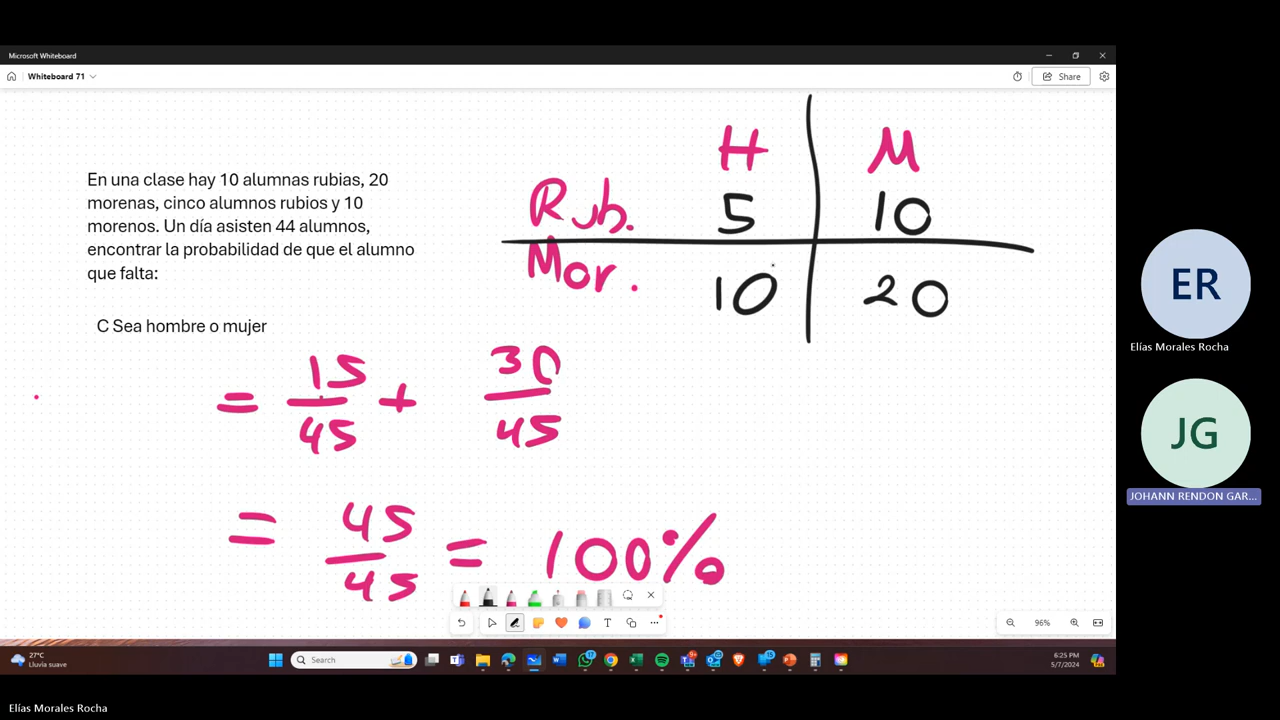 Microsoft Whiteboard
Whiteboard 71
Share
En una clase hay 10 alumnas rubias, 20
morenas, cinco alumnos rubios y 10
morenos. Un día asisten 44 alumnos,
encontrar la probabilidad de que el alumno
que falta:
C Sea hombre o mujer
H M
Rub. 5 10
Mor. 10 20
= 15/45 + 30/45
= 45/45 = 100%
96%
27°C
Lluvia suave
Search
6:25 PM
5/7/2024
ER
Elías Morales Rocha
JG
JOHANN RENDON GAR...
Elías Morales Rocha